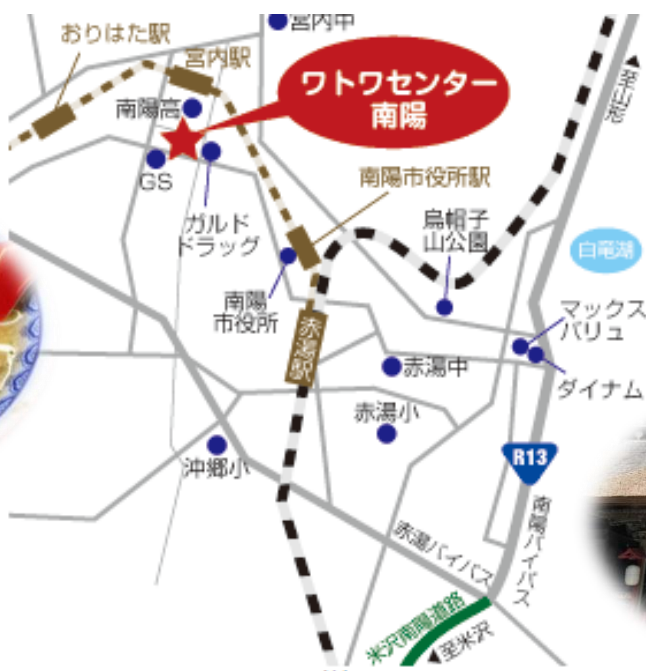 宮内中
おりはた駅
宮内駅
ワトワセンター
南陽
南陽高
至山形
GS
南陽市役所駅
ガルド
ドラッグ
烏帽子
山公園
白竜湖
南陽
市役所
マックス
バリュ
赤湯駅
赤湯中
ダイナム
赤湯小
沖郷小
R13
南陽バイパス
赤湯バイパス
米沢南陽道路
至米沢